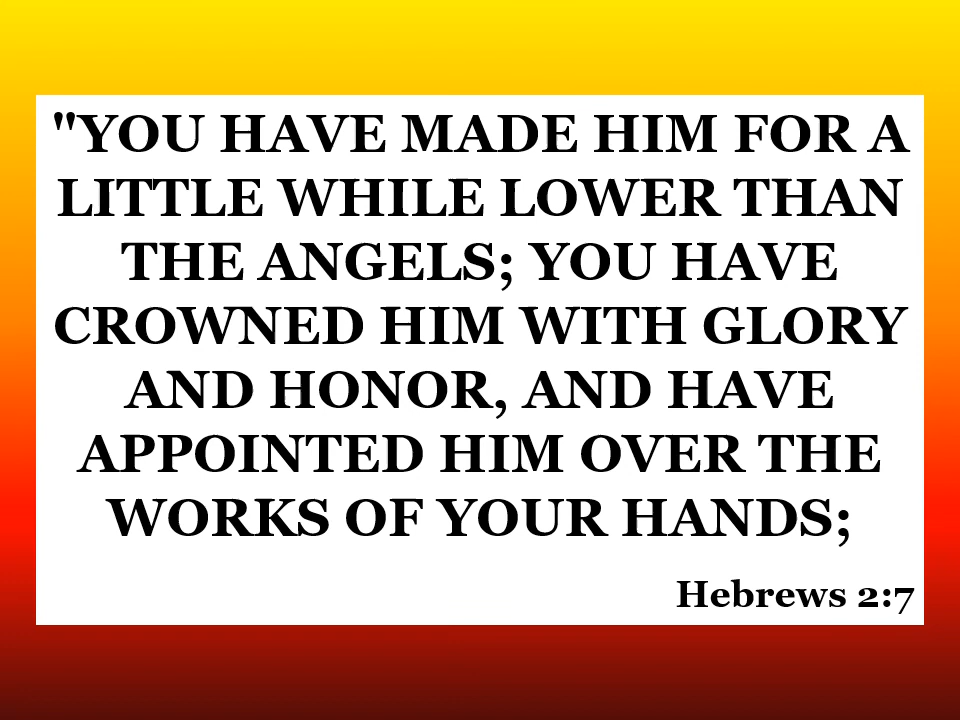 "YOU HAVE MADE HIM FOR A
LITTLE WHILE LOWER THAN
THE ANGELS; YOU HAVE
CROWNED HIM WITH GLORY
AND HONOR, AND HAVE
APPOINTED HIM OVER THE
WORKS OF YOUR HANDS;
Hebrews 2:7